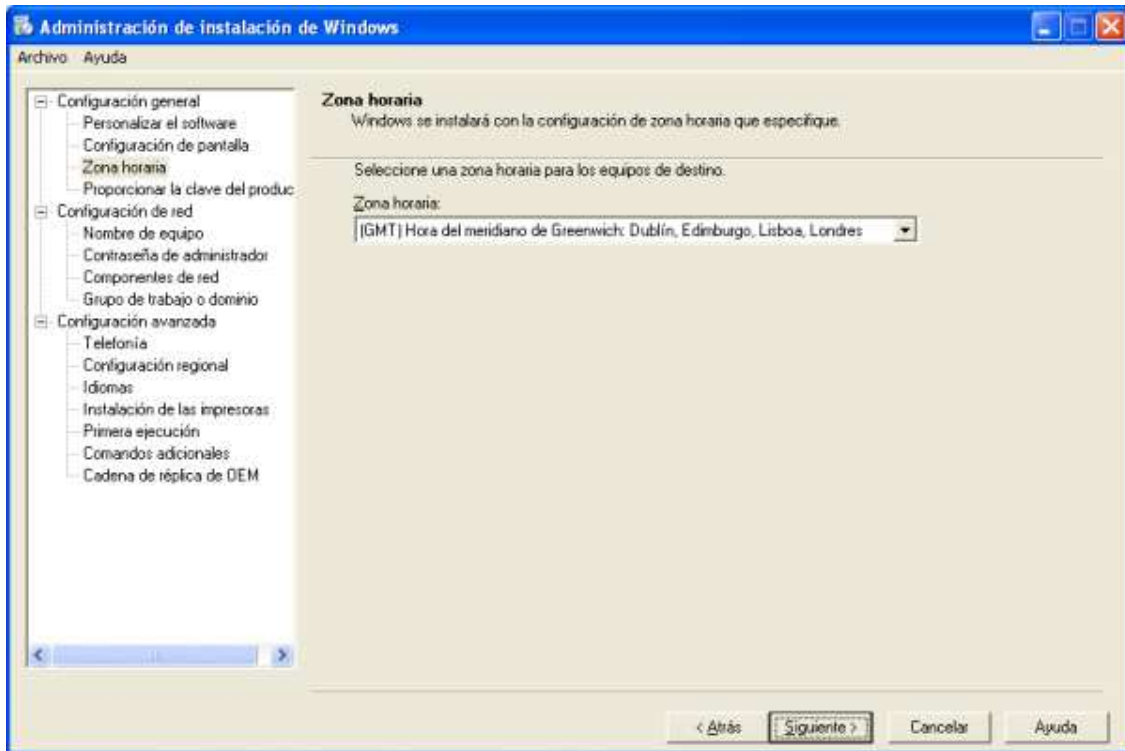 Administración de instalación de Windows
Archivo Ayuda
Configuración general
Personalizar el software
Configuración de pantalla
Zona horaria
Proporcionar la clave del produc
Configuración de red
Nombre de equipo
Contraseña de administrador
Componentes de red
Grupo de trabajo o dominio
Configuración avanzada
Telefonía
Configuración regional
Idiomas
Instalación de las impresoras
Primera ejecución
Comandos adicionales
Cadena de réplica de OEM
Zona horaria
Windows se instalará con la configuración de zona horaria que especifique.
Seleccione una zona horaria para los equipos de destino.
Zona horaria:
(GMT) Hora del meridiano de Greenwich: Dublín, Edimburgo, Lisboa, Londres
< Atrás Siguiente > Cancelar Ayuda